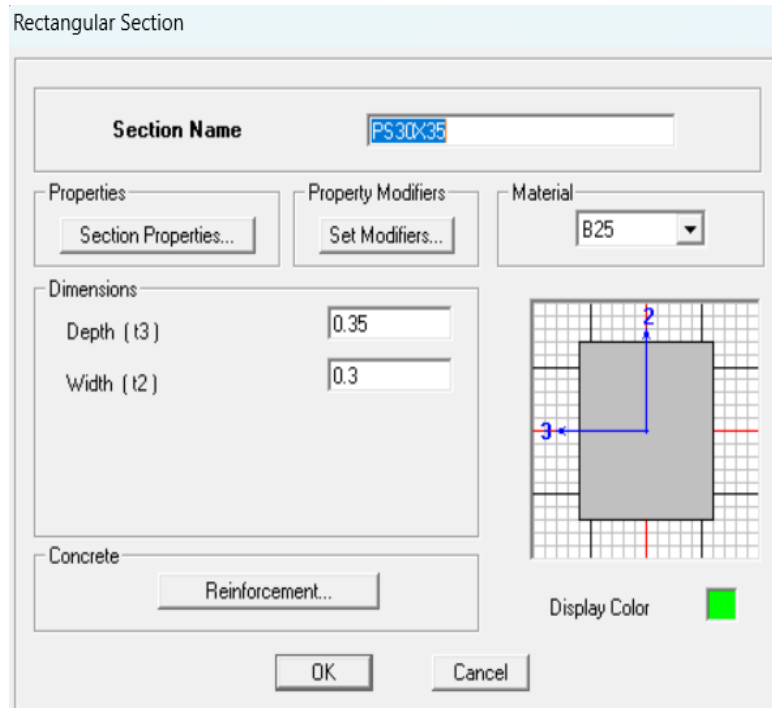 Rectangular Section
Section Name PS30X35
Properties Property Modifiers Material
Section Properties... Set Modifiers... B25
Dimensions
Depth ( t3 ) 0.35
Width ( t2 ) 0.3
2
3
Concrete
Reinforcement...
Display Color
OK Cancel